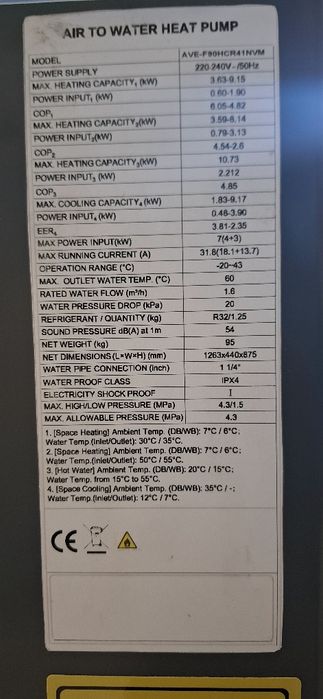 AIR TO WATER HEAT PUMP
MODEL AVE-F90HCR41NVM
POWER SUPPLY 220-240V~/50Hz
MAX. HEATING CAPACITY₁ (kW) 3.63-9.15
POWER INPUT₁ (kW) 0.60-1.90
COP₁ 6.05-4.82
MAX. HEATING CAPACITY₂(kW) 3.59-8.14
POWER INPUT₂(kW) 0.79-3.13
COP₂ 4.54-2.6
MAX. HEATING CAPACITY₃(kW) 10.73
POWER INPUT₃ (kW) 2.212
COP₃ 4.85
MAX. COOLING CAPACITY₄ (kW) 1.83-9.17
POWER INPUT₄ (kW) 0.48-3.90
EER₄ 3.81-2.35
MAX POWER INPUT(kW) 7(4+3)
MAX RUNNING CURRENT (A) 31.8(18.1+13.7)
OPERATION RANGE (°C) -20~43
MAX. OUTLET WATER TEMP. (°C) 60
RATED WATER FLOW (m³/h) 1.6
WATER PRESSURE DROP (kPa) 20
REFRIGERANT / QUANTITY (kg) R32/1.25
SOUND PRESSURE dB(A) at 1m 54
NET WEIGHT (kg) 95
NET DIMENSIONS (L×W×H) (mm) 1263x440x875
WATER PIPE CONNECTION (inch) 1 1/4"
WATER PROOF CLASS IPX4
ELECTRICITY SHOCK PROOF I
MAX. HIGH/LOW PRESSURE (MPa) 4.3/1.5
MAX. ALLOWABLE PRESSURE (MPa) 4.3
1. [Space Heating] Ambient Temp. (DB/WB): 7°C / 6°C;
Water Temp.(Inlet/Outlet): 30°C / 35°C.
2. [Space Heating] Ambient Temp. (DB/WB): 7°C / 6°C;
Water Temp.(Inlet/Outlet): 50°C / 55°C.
3. [Hot Water] Ambient Temp. (DB/WB): 20°C / 15°C;
Water Temp. from 15°C to 55°C.
4. [Space Cooling] Ambient Temp. (DB/WB): 35°C / -;
Water Temp.(Inlet/Outlet): 12°C / 7°C.
CE